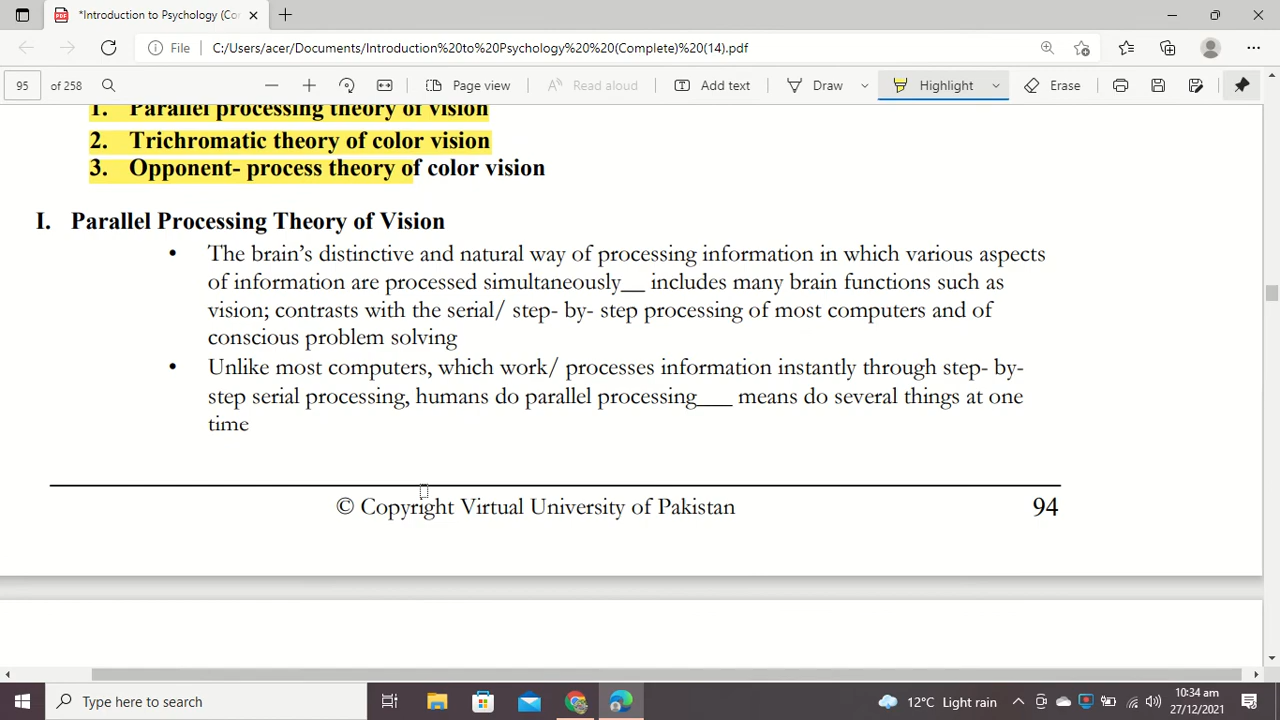 *Introduction to Psychology (Co
File
C:/Users/acer/Documents/Introduction%20to%20Psychology%20%20(Complete)%20(14).pdf
95 of 258
Page view
Read aloud
Add text
Draw
Highlight
Erase
1. Parallel processing theory of vision
2. Trichromatic theory of color vision
3. Opponent- process theory of color vision
I. Parallel Processing Theory of Vision
• The brain’s distinctive and natural way of processing information in which various aspects
of information are processed simultaneously__ includes many brain functions such as
vision; contrasts with the serial/ step- by- step processing of most computers and of
conscious problem solving
• Unlike most computers, which work/ processes information instantly through step- by-
step serial processing, humans do parallel processing___ means do several things at one
time
© Copyright Virtual University of Pakistan 94
Type here to search
12°C Light rain
10:34 am
27/12/2021